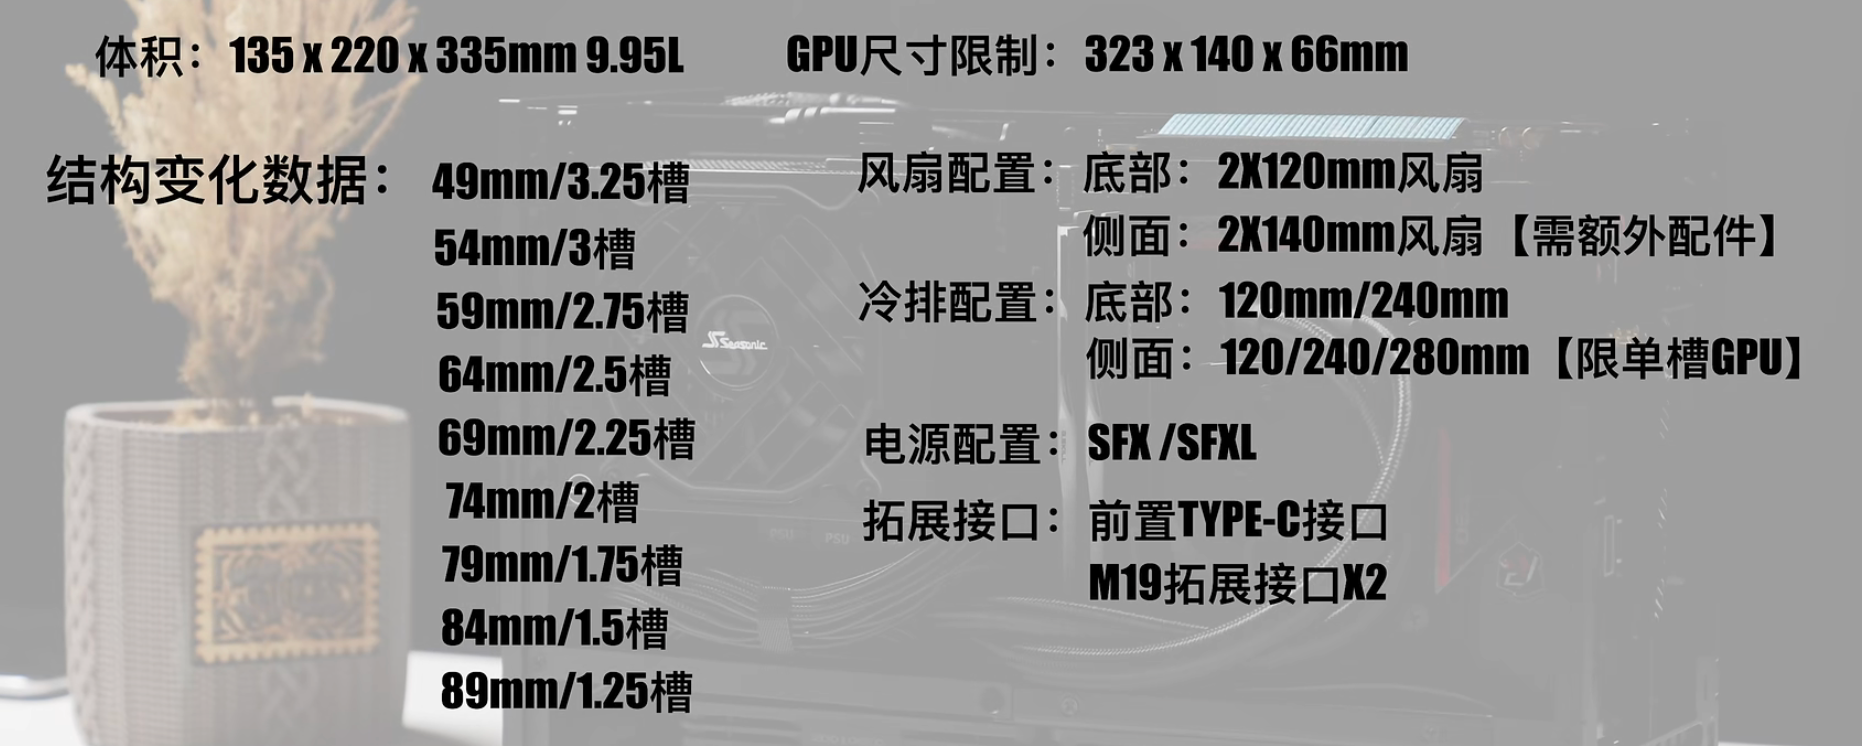 体积：135 x 220 x 335mm 9.95L
GPU尺寸限制：323 x 140 x 66mm
结构变化数据：49mm/3.25槽
54mm/3槽
59mm/2.75槽
64mm/2.5槽
69mm/2.25槽
74mm/2槽
79mm/1.75槽
84mm/1.5槽
89mm/1.25槽
风扇配置：底部：2X120mm风扇
侧面：2X140mm风扇【需额外配件】
冷排配置：底部：120mm/240mm
侧面：120/240/280mm【限单槽GPU】
电源配置：SFX /SFXL
拓展接口：前置TYPE-C接口
M19拓展接口X2
Seasonic
PSU PSU